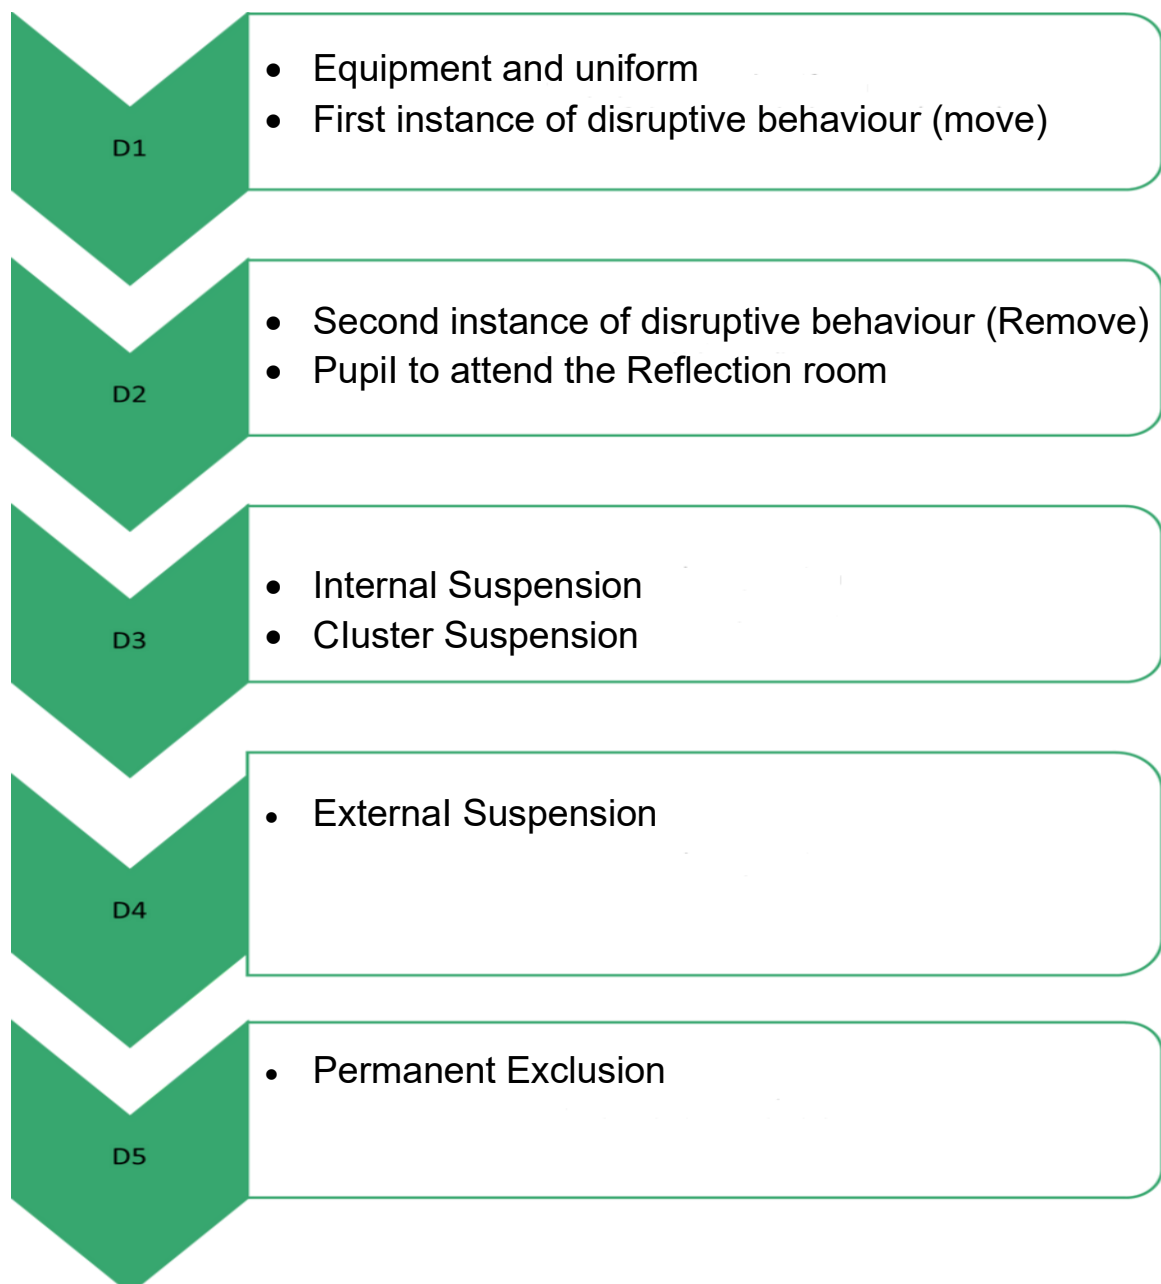 D1
• Equipment and uniform
• First instance of disruptive behaviour (move)
D2
• Second instance of disruptive behaviour (Remove)
• Pupil to attend the Reflection room
D3
• Internal Suspension
• Cluster Suspension
D4
• External Suspension
D5
• Permanent Exclusion